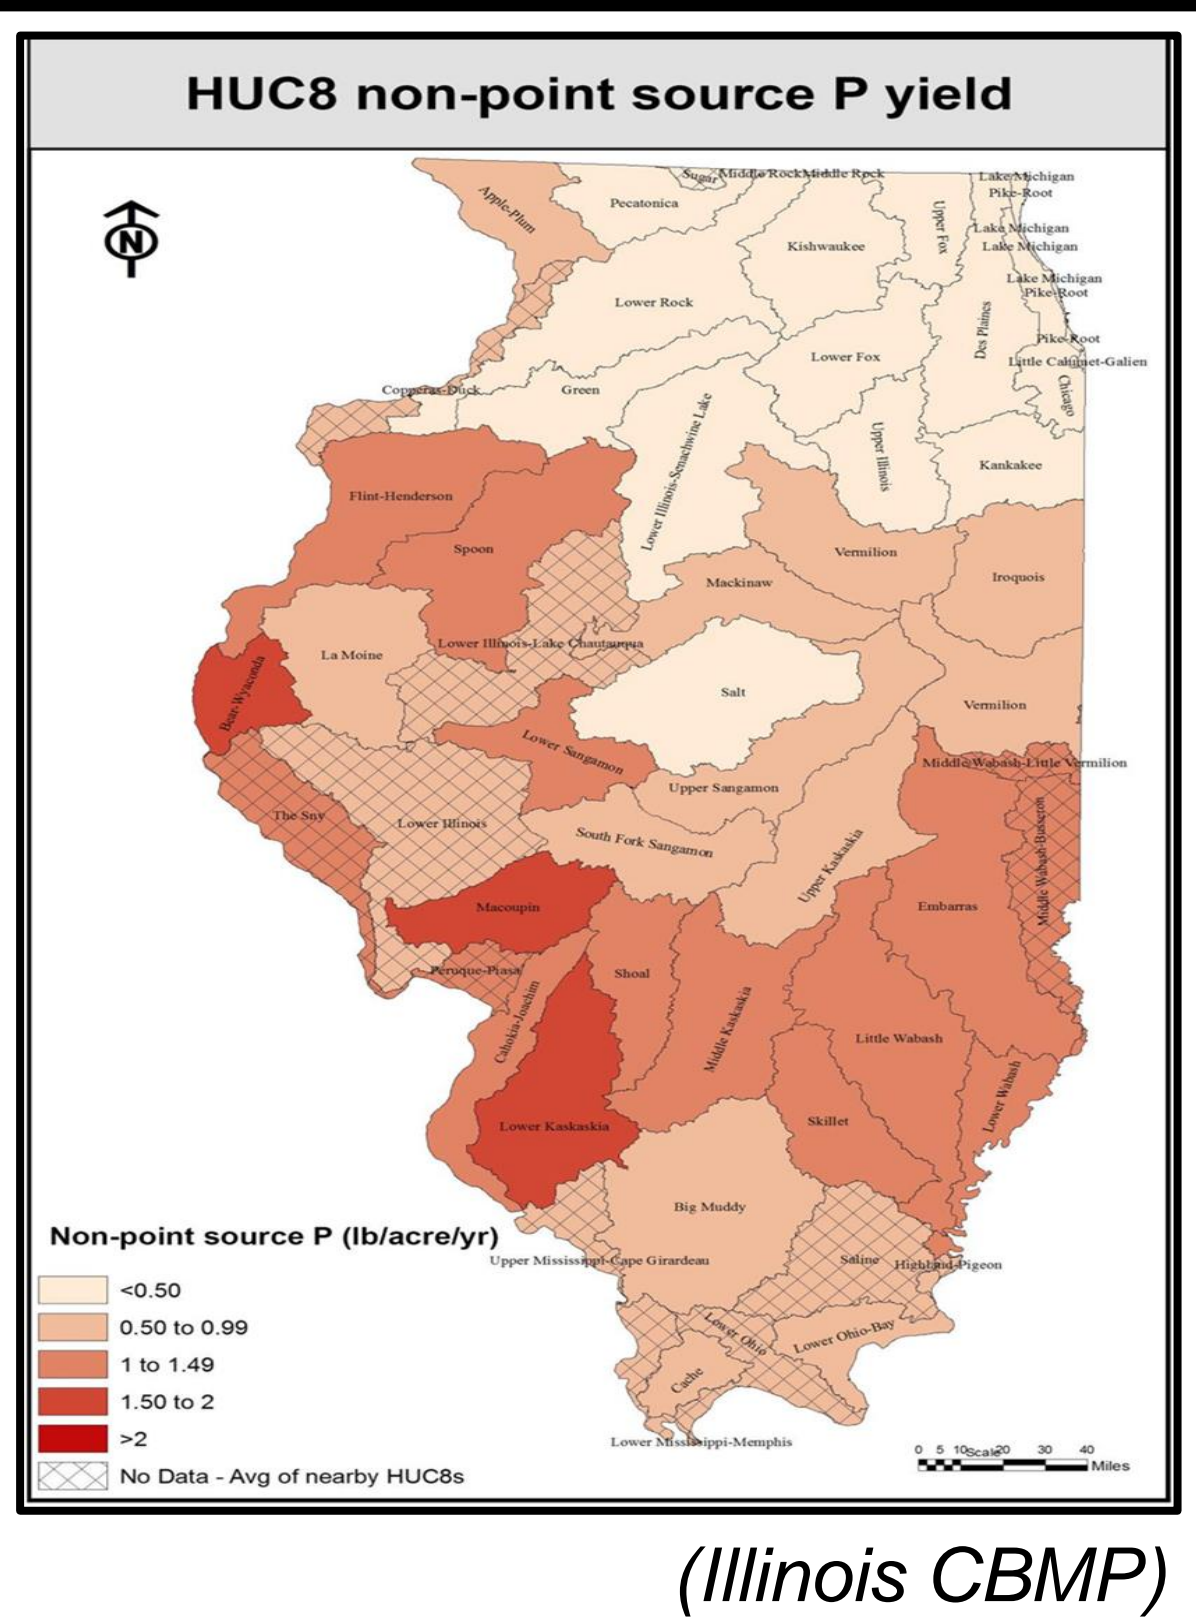 HUC8 non-point source P yield
N
Apple-Plum
Pecatonica
Sugar
Middle Rock
Middle Rock
Lake Michigan
Pike-Root
Upper Fox
Kishwaukee
Lake Michigan
Lake Michigan
Lake Michigan
Pike-Root
Lower Rock
Des Plaines
Pike-Root
Lower Fox
Little Calumet-Galien
Copperas-Duck
Green
Chicago
Lower Illinois-Senachwine Lake
Upper Illinois
Kankakee
Flint-Henderson
Spoon
Vermilion
Iroquois
Mackinaw
Lower Illinois-Lake Chautauqua
La Moine
Bear-Wyaconda
Salt
Vermilion
Lower Sangamon
Middle Wabash-Little Vermilion
Upper Sangamon
The Sny
Lower Illinois
South Fork Sangamon
Upper Kaskaskia
Middle Wabash-Busseron
Macoupin
Embarras
Peruque-Piasa
Shoal
Cahokia-Joachim
Middle Kaskaskia
Little Wabash
Lower Wabash
Lower Kaskaskia
Skillet
Big Muddy
Upper Mississippi-Cape Girardeau
Saline
Highland-Pigeon
Lower Ohio
Lower Ohio-Bay
Cache
Lower Mississippi-Memphis
Non-point source P (lb/acre/yr)
<0.50
0.50 to 0.99
1 to 1.49
1.50 to 2
>2
No Data - Avg of nearby HUC8s
0 5 10 20 30 40
Scale
Miles
(Illinois CBMP)